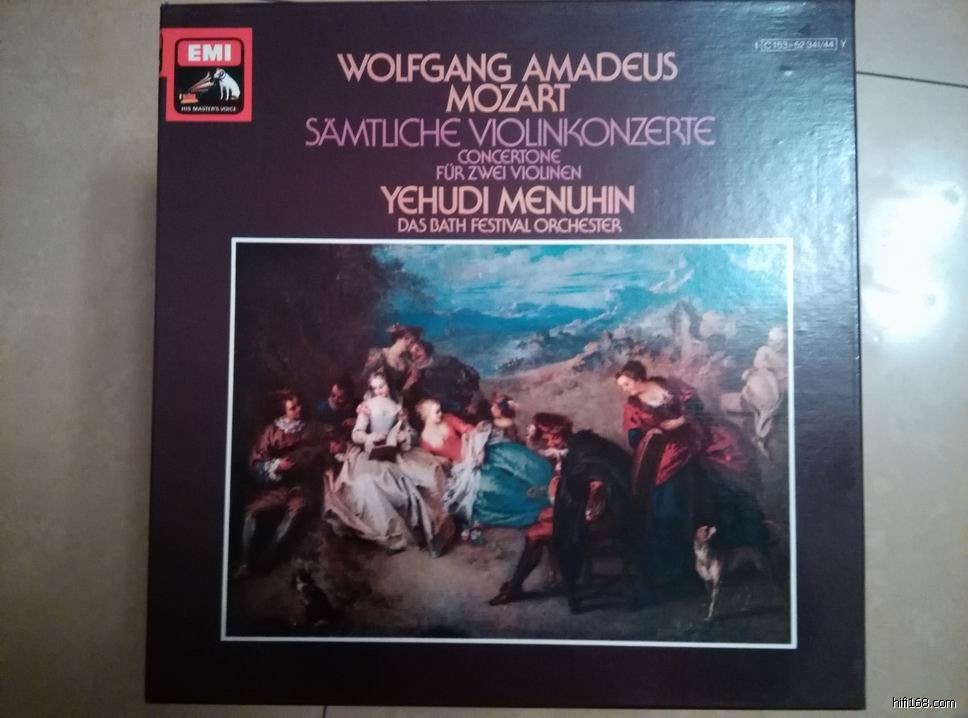 EMI
HIS MASTER'S VOICE
1 C 153-52 341/44 Y
WOLFGANG AMADEUS
MOZART
SÄMTLICHE VIOLINKONZERTE
CONCERTONE
FÜR ZWEI VIOLINEN
YEHUDI MENUHIN
DAS BATH FESTIVAL ORCHESTER
hifi168.com